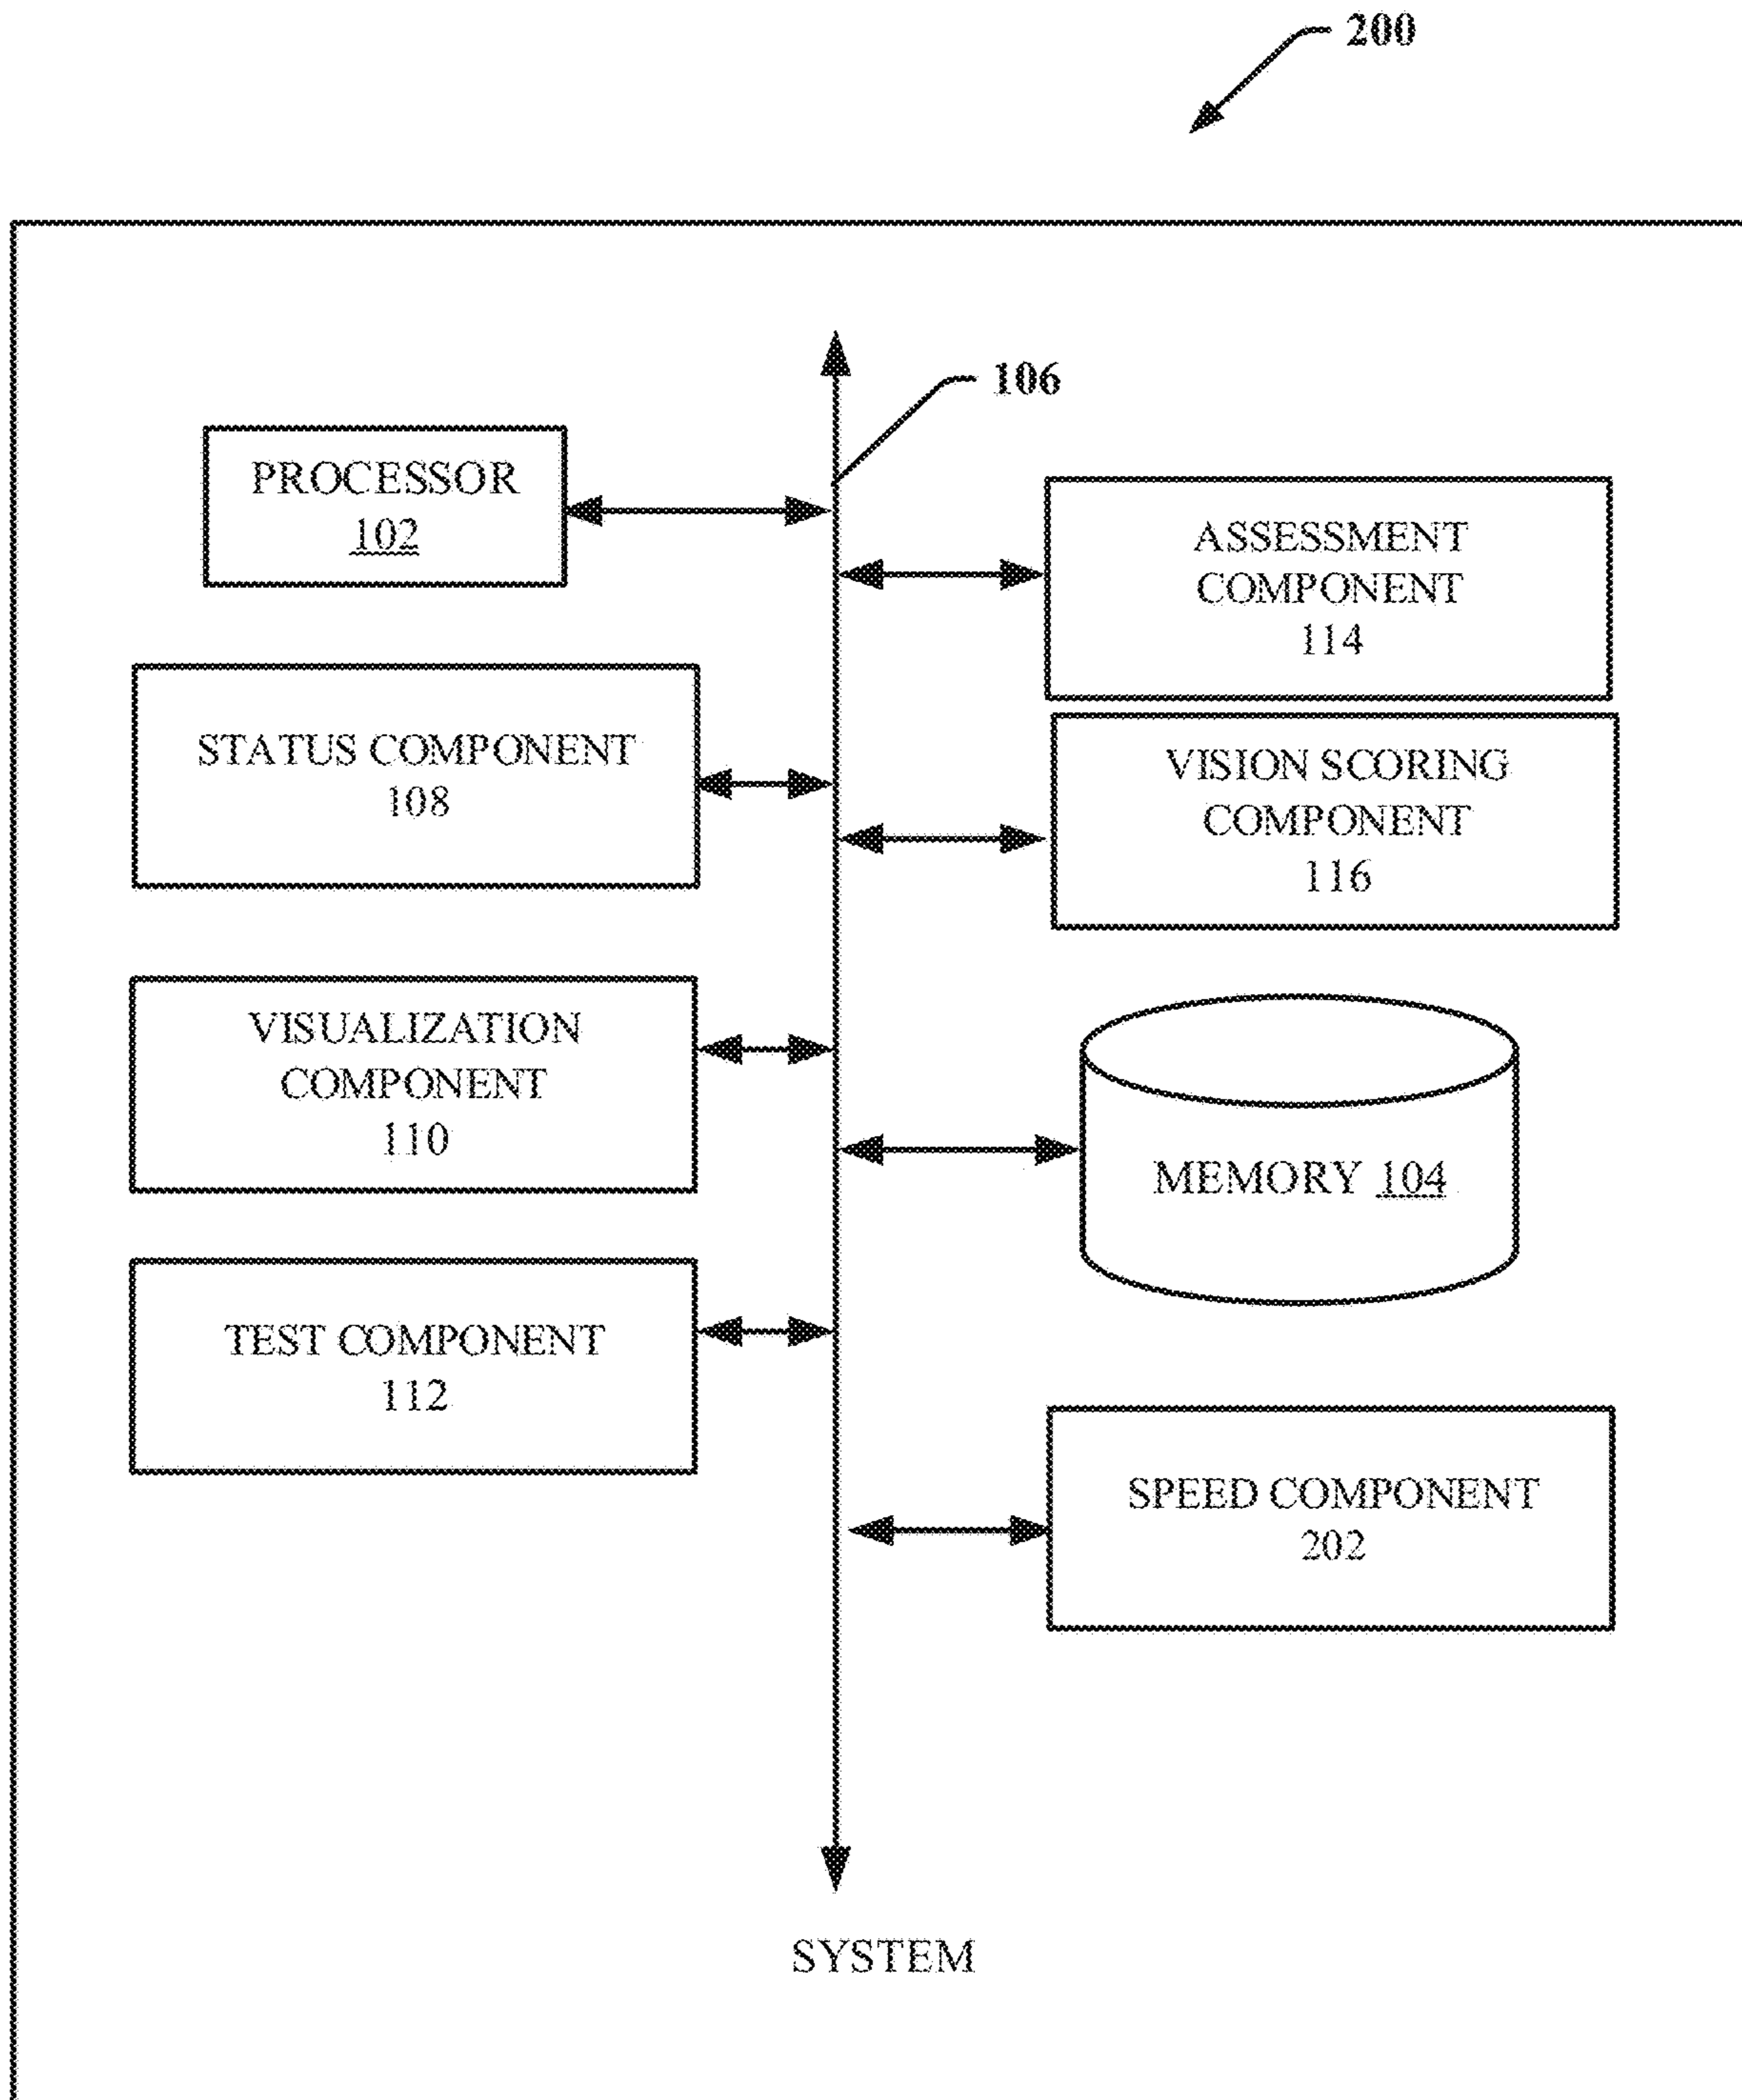 200
106
PROCESSOR
102
ASSESSMENT
COMPONENT
114
STATUS COMPONENT
108
VISION SCORING
COMPONENT
116
VISUALIZATION
COMPONENT
110
MEMORY 104
TEST COMPONENT
112
SPEED COMPONENT
202
SYSTEM